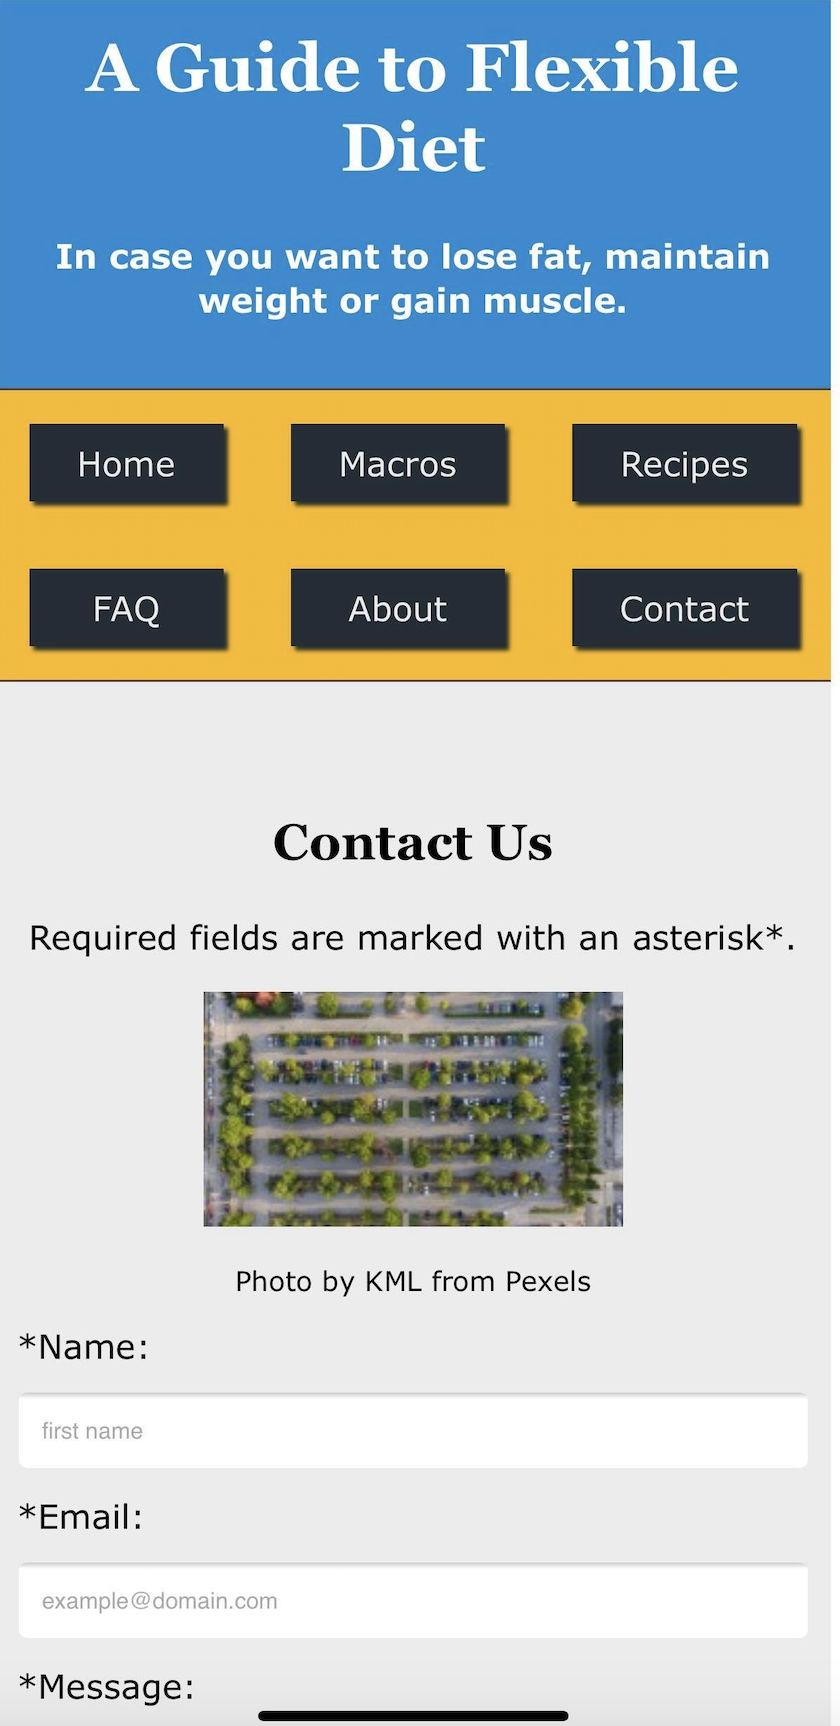 A Guide to Flexible
Diet
In case you want to lose fat, maintain
weight or gain muscle.
Home
Macros
Recipes
FAQ
About
Contact
Contact Us
Required fields are marked with an asterisk*.
Photo by KML from Pexels
*Name:
first name
*Email:
example@domain.com
*Message: